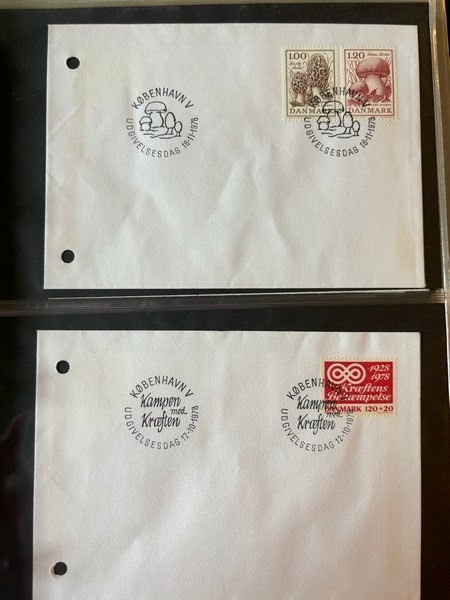 1.00
1.20
DANMARK
DANMARK
KØBENHAVN V
UDGIVELSESDAG 16-11-1978
KØBENHAVN V
UDGIVELSESDAG 16-11-1978
1928
1978
Kræftens
Bekæmpelse
DANMARK 120+20
KØBENHAVN V
Kampen
mod
Kræften
UDGIVELSESDAG 12-10-1978
KØBENHAVN V
Kampen
mod
Kræften
UDGIVELSESDAG 12-10-1978